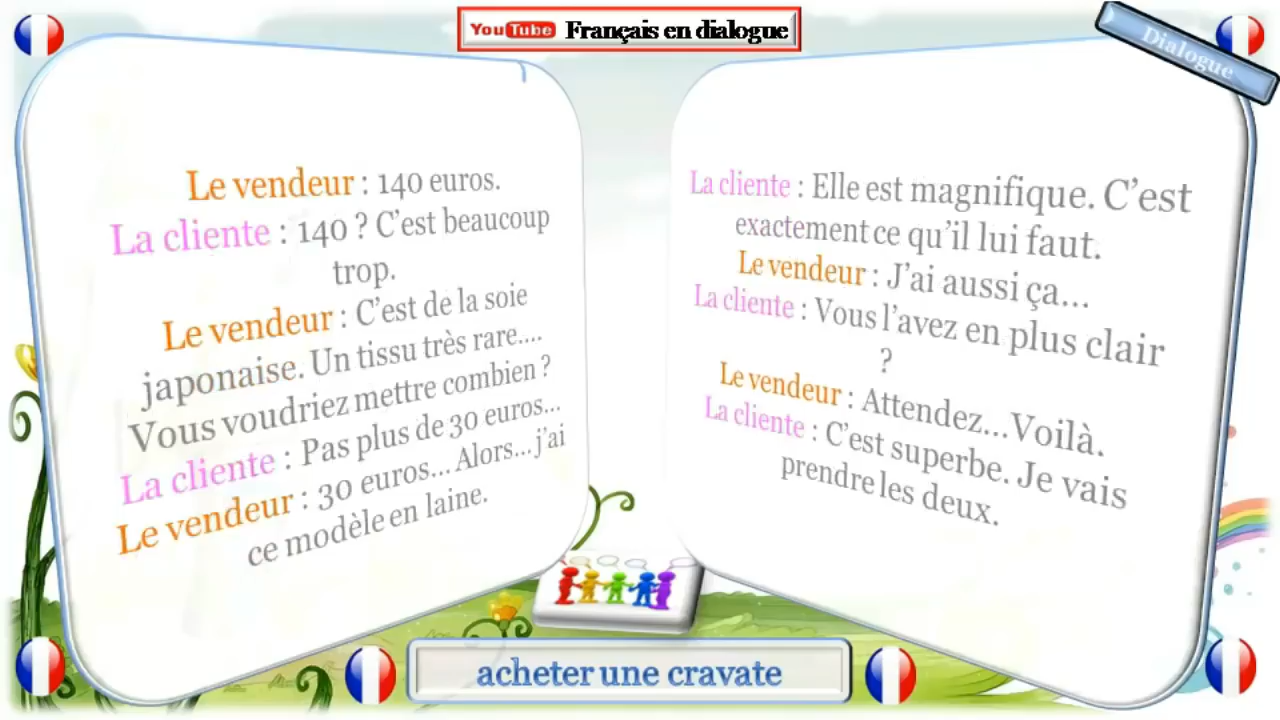 YouTube Français en dialogue
Dialogue
Le vendeur : 140 euros.
La cliente : 140 ? C'est beaucoup
trop.
Le vendeur : C'est de la soie
japonaise. Un tissu très rare....
Vous voudriez mettre combien ?
La cliente : Pas plus de 30 euros...
Le vendeur : 30 euros... Alors...j'ai
ce modèle en laine.
La cliente : Elle est magnifique. C'est
exactement ce qu'il lui faut.
Le vendeur : J'ai aussi ça...
La cliente : Vous l'avez en plus clair
?
Le vendeur : Attendez...Voilà.
La cliente : C'est superbe. Je vais
prendre les deux.
acheter une cravate